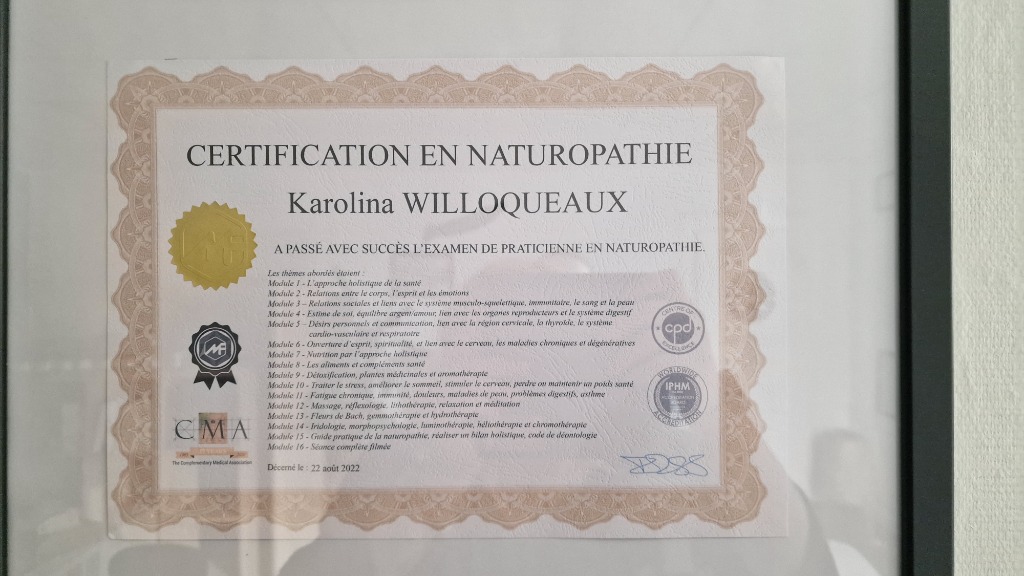 CERTIFICATION EN NATUROPATHIE
Karolina WILLOQUEAUX
A PASSÉ AVEC SUCCÈS L'EXAMEN DE PRATICIENNE EN NATUROPATHIE.
Les thèmes abordés étaient :
Module 1 - L'approche holistique de la santé
Module 2 - Relations entre le corps, l'esprit et les émotions
Module 3 – Relations sociales et liens avec le système musculo-squelettique, immunitaire, le sang et la peau
Module 4 - Estime de soi, équilibre argent/amour, lien avec les organes reproducteurs et le système digestif
Module 5 – Désirs personnels et communication, lien avec la région cervicale, la thyroïde, le système
cardio-vasculaire et respiratoire
Module 6 - Ouverture d'esprit, spiritualité, et lien avec le cerveau, les maladies chroniques et dégénératives
Module 7 - Nutrition par l'approche holistique
Module 8 - Les aliments et compléments santé
Module 9 - Détoxification, plantes médicinales et aromathérapie
Module 10 - Traiter le stress, améliorer le sommeil, stimuler le cerveau, perdre ou maintenir un poids santé
Module 11 - Fatigue chronique, immunité, douleurs, maladies de peau, problèmes digestifs, asthme
Module 12 - Massage, réflexologie, lithothérapie, relaxation et méditation
Module 13 - Fleurs de Bach, gemmothérapie et hydrothérapie
Module 14 - Iridologie, morphopsychologie, luminothérapie, héliothérapie et chromothérapie
Module 15 - Guide pratique de la naturopathie, réaliser un bilan holistique, code de déontologie
Module 16 - Séance complète filmée
Décerné le : 22 août 2022
CMA
The Complementary Medical Association
CENTRE OF
cpd
EXCELLENCE
WORLDWIDE
IPHM
ACCREDITATION